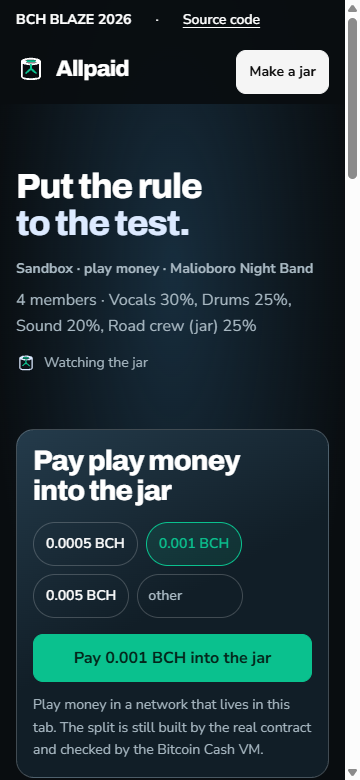 BCH BLAZE 2026 · Source code
Allpaid
Make a jar
Put the rule
to the test.
Sandbox · play money · Malioboro Night Band
4 members · Vocals 30%, Drums 25%,
Sound 20%, Road crew (jar) 25%
Watching the jar
Pay play money
into the jar
0.0005 BCH
0.001 BCH
0.005 BCH
other
Pay 0.001 BCH into the jar
Play money in a network that lives in this
tab. The split is still built by the real contract
and checked by the Bitcoin Cash VM.